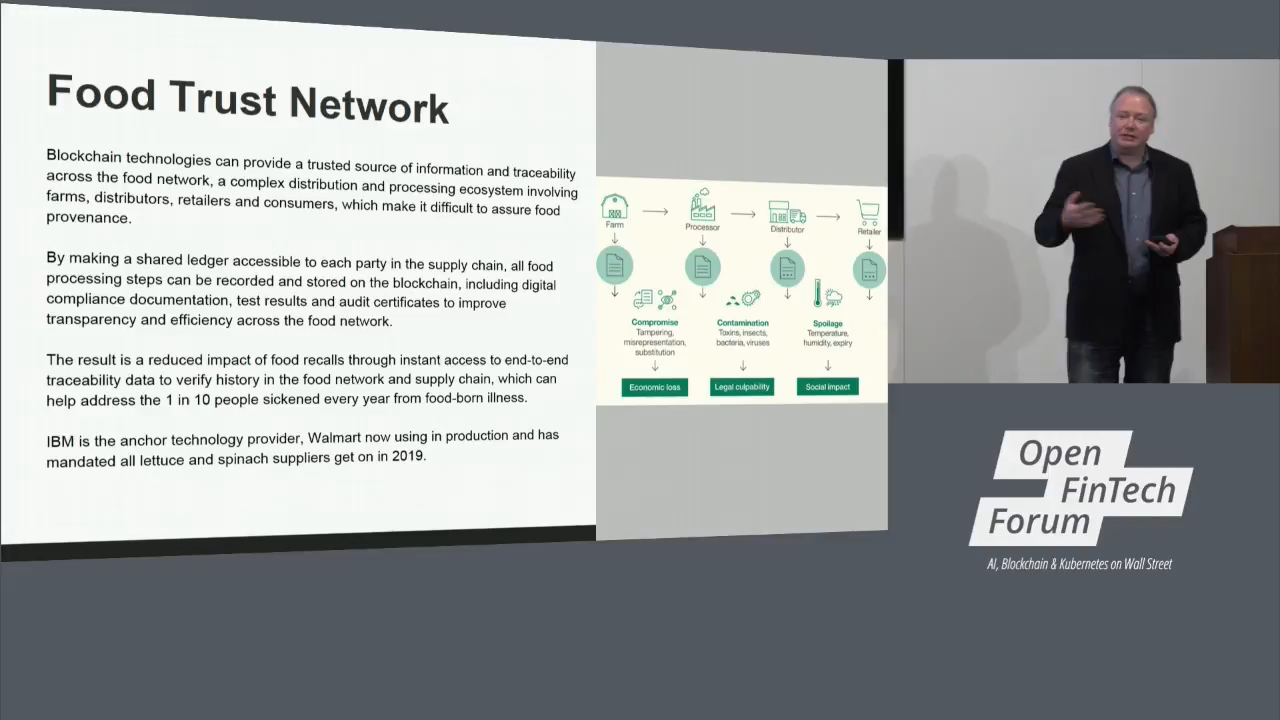 Food Trust Network
Blockchain technologies can provide a trusted source of information and traceability
across the food network, a complex distribution and processing ecosystem involving
farms, distributors, retailers and consumers, which make it difficult to assure food
provenance.
By making a shared ledger accessible to each party in the supply chain, all food
processing steps can be recorded and stored on the blockchain, including digital
compliance documentation, test results and audit certificates to improve
transparency and efficiency across the food network.
The result is a reduced impact of food recalls through instant access to end-to-end
traceability data to verify history in the food network and supply chain, which can
help address the 1 in 10 people sickened every year from food-born illness.
IBM is the anchor technology provider, Walmart now using in production and has
mandated all lettuce and spinach suppliers get on in 2019.
Farm
Processor
Distributor
Retailer
Compromise
Tampering,
misrepresentation,
substitution
Economic loss
Contamination
Toxins, insects,
bacteria, viruses
Legal culpability
Spoilage
Temperature,
humidity, expiry
Social impact
Open
FinTech
Forum
AI, Blockchain & Kubernetes on Wall Street